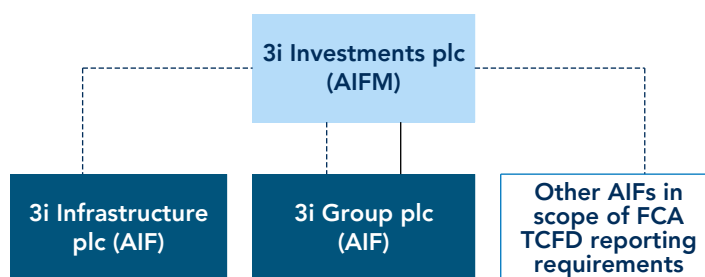 3i Investments plc
(AIFM)
3i Infrastructure
plc (AIF)
3i Group plc
(AIF)
Other AIFs in
scope of FCA
TCFD reporting
requirements